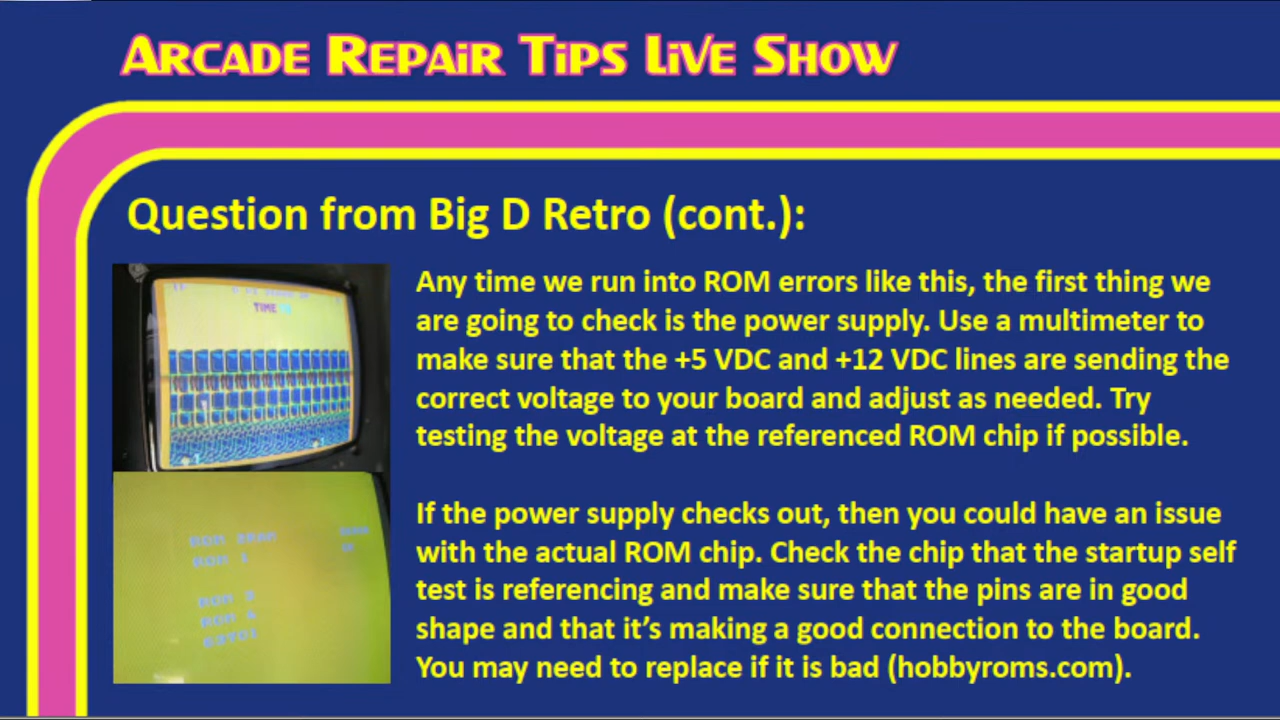 ARCADE REPAIR TIPS LIVE SHOW
Question from Big D Retro (cont.):
Any time we run into ROM errors like this, the first thing we
are going to check is the power supply. Use a multimeter to
make sure that the +5 VDC and +12 VDC lines are sending the
correct voltage to your board and adjust as needed. Try
testing the voltage at the referenced ROM chip if possible.
If the power supply checks out, then you could have an issue
with the actual ROM chip. Check the chip that the startup self
test is referencing and make sure that the pins are in good
shape and that it’s making a good connection to the board.
You may need to replace if it is bad (hobbyroms.com).
TIME
ROM
ROM 1
ROM
ROM